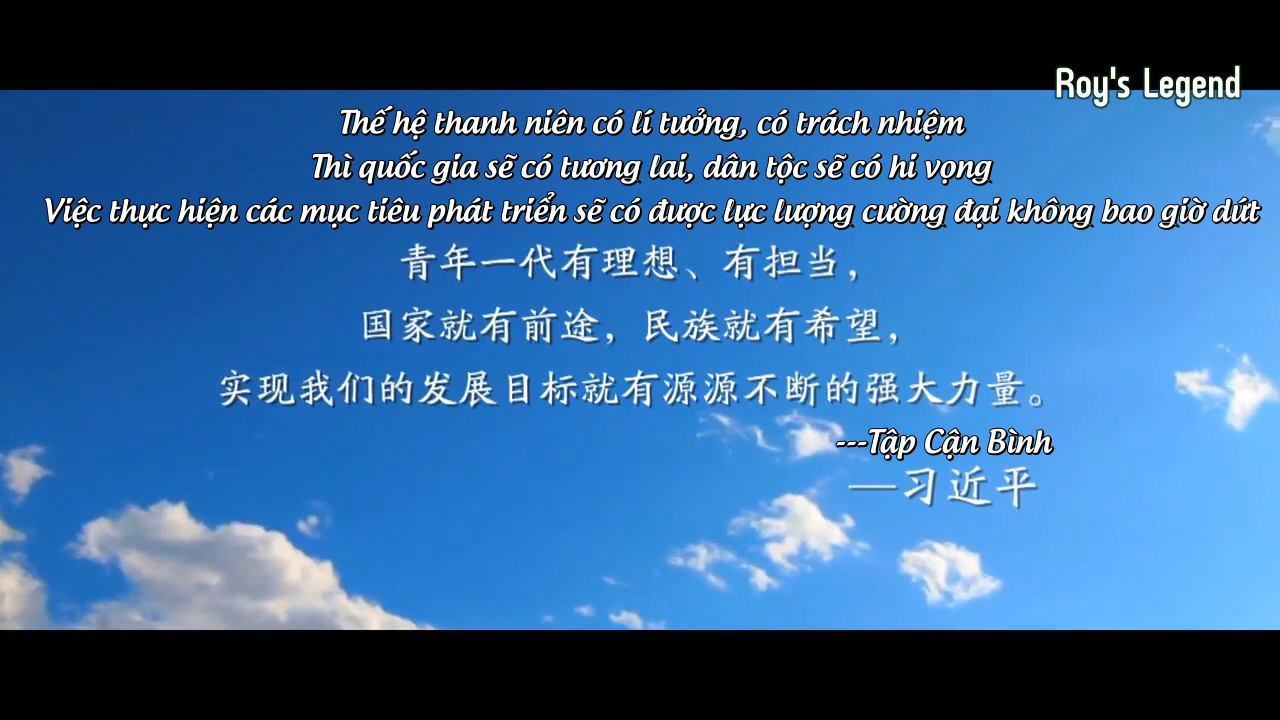 Roy's Legend
Thế hệ thanh niên có lí tưởng, có trách nhiệm
Thì quốc gia sẽ có tương lai, dân tộc sẽ có hi vọng
Việc thực hiện các mục tiêu phát triển sẽ có được lực lượng cường đại không bao giờ dứt
青年一代有理想、有担当，
国家就有前途，民族就有希望，
实现我们的发展目标就有源源不断的强大力量。
---Tập Cận Bình
—习近平